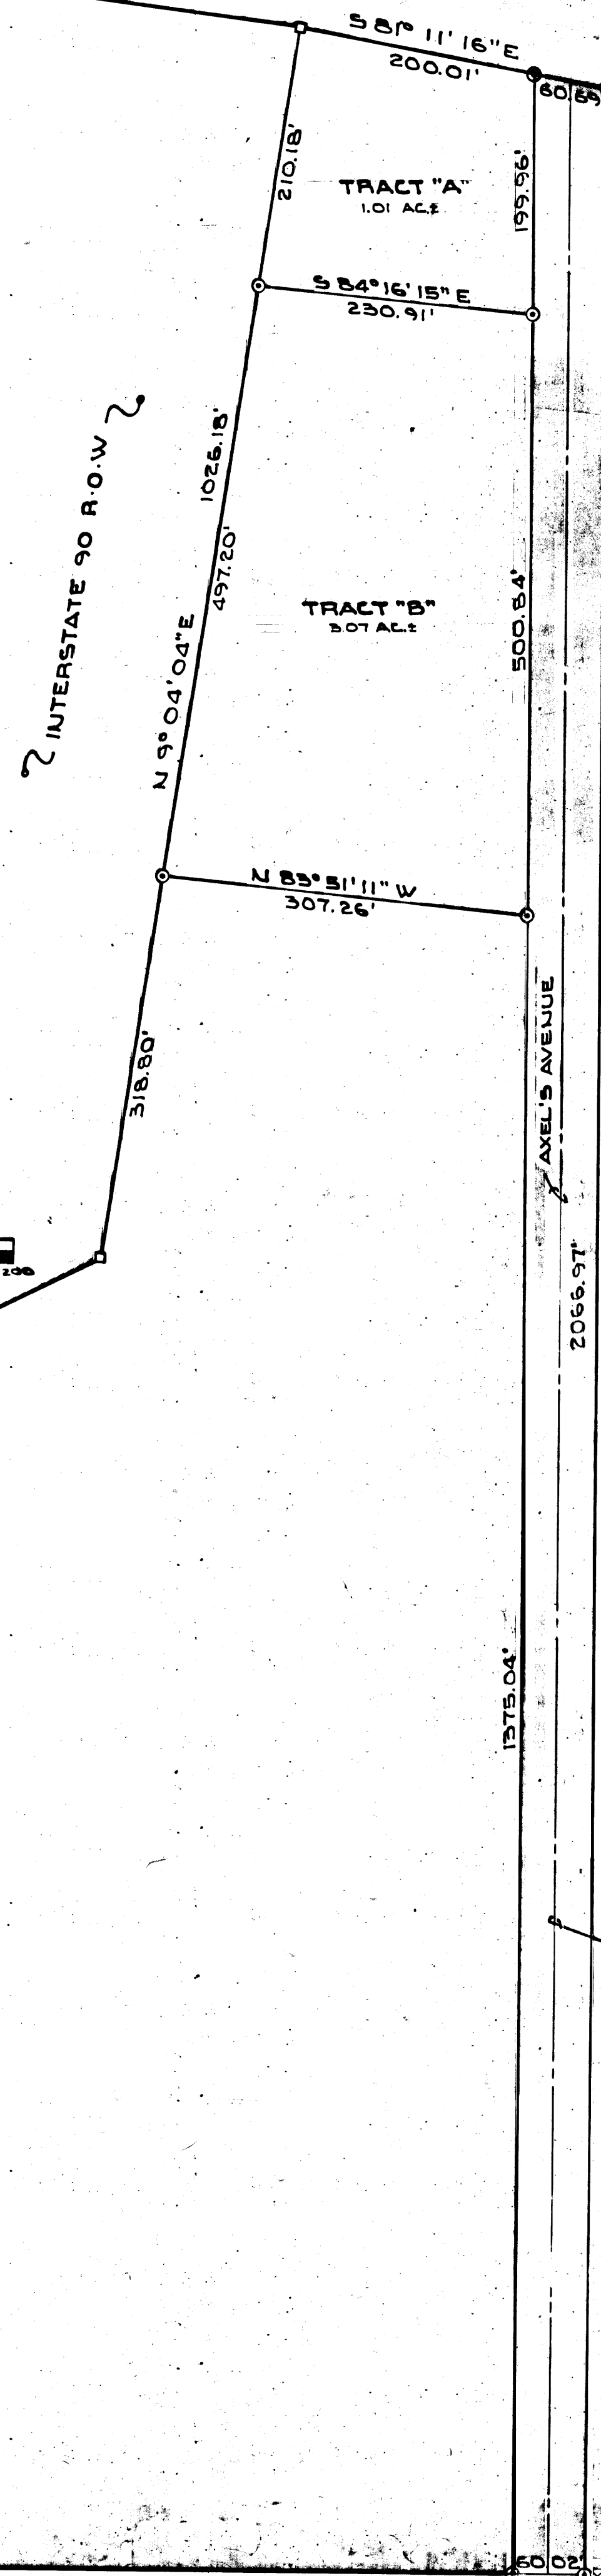 S 81° 11' 16" E
200.01'
60.69
210.18'
TRACT "A"
1.01 AC.±
199.96'
S 84° 16' 15" E
230.91'
INTERSTATE 90 R.O.W
1026.18'
497.20'
N 9° 04' 04" E
TRACT "B"
3.07 AC.±
500.84'
N 83° 51' 11" W
307.26'
318.80'
AXEL'S AVENUE
2066.97'
1375.04'
60.02'